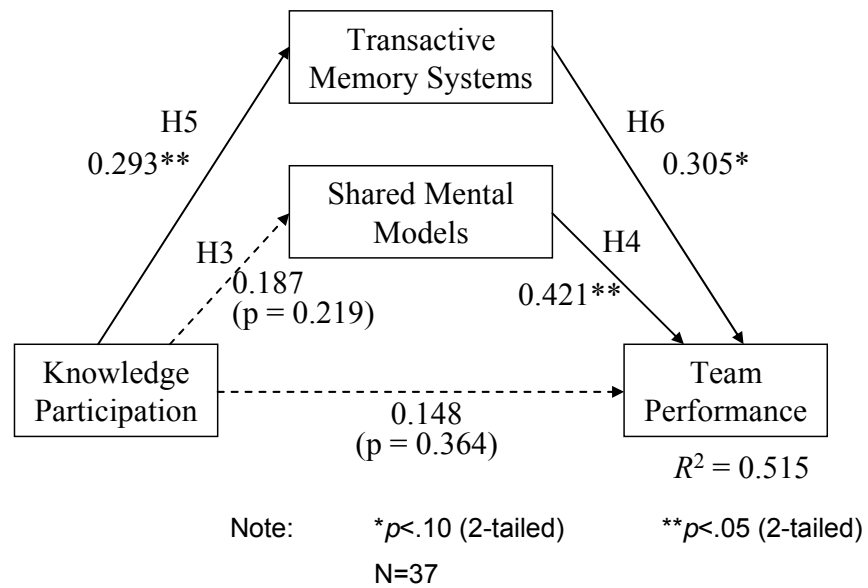 Transactive
Memory Systems
H5
0.293**
H6
0.305*
Shared Mental
Models
H3
0.187
(p = 0.219)
H4
0.421**
Knowledge
Participation
0.148
(p = 0.364)
Team
Performance
R² = 0.515
Note: *p<.10 (2-tailed) **p<.05 (2-tailed)
N=37